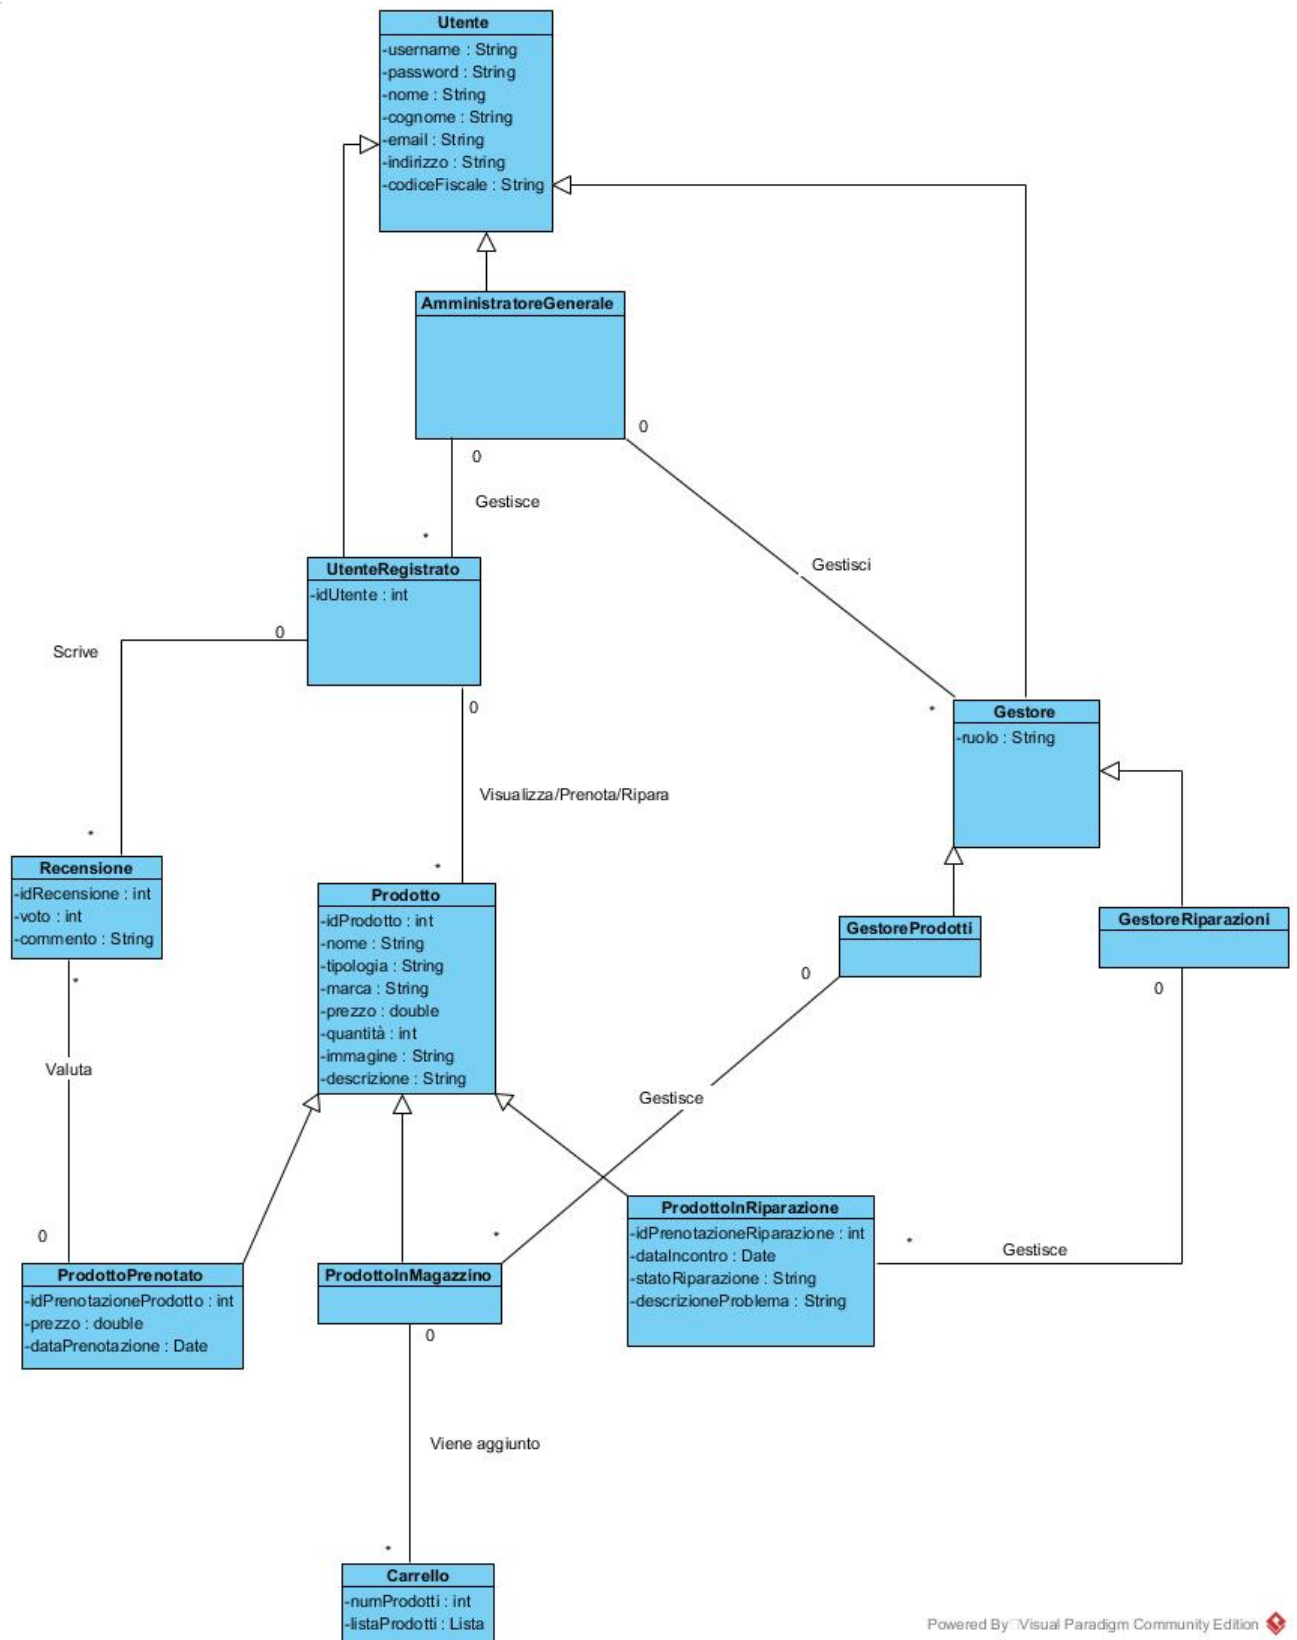 Utente
-username : String
-password : String
-nome : String
-cognome : String
-email : String
-indirizzo : String
-codiceFiscale : String
AmministratoreGenerale
0
0
Gestisce
*
Gestisci
UtenteRegistrato
-idUtente : int
0
Scrive
0
*
Gestore
-ruolo : String
Visualizza/Prenota/Ripara
*
*
Recensione
-idRecensione : int
-voto : int
-commento : String
*
Prodotto
-idProdotto : int
-nome : String
-tipologia : String
-marca : String
-prezzo : double
-quantità : int
-immagine : String
-descrizione : String
GestoreProdotti
0
GestoreRiparazioni
0
Valuta
Gestisce
0
*
ProdottoInRiparazione
-idPrenotazioneRiparazione : int
-dataIncontro : Date
-statoRiparazione : String
-descrizioneProblema : String
*
Gestisce
ProdottoPrenotato
-idPrenotazioneProdotto : int
-prezzo : double
-dataPrenotazione : Date
ProdottoInMagazzino
0
Viene aggiunto
*
Carrello
-numProdotti : int
-listaProdotti : Lista
Powered By Visual Paradigm Community Edition